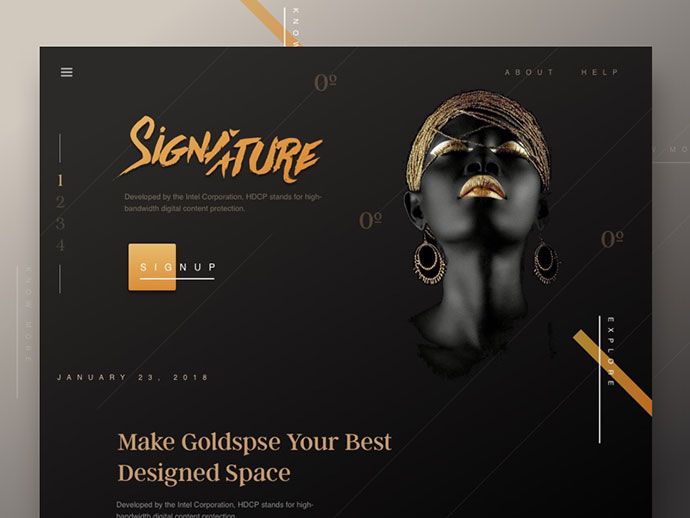 KNOW
ABOUT HELP
0º
SIGNATURE
Developed by the Intel Corporation, HDCP stands for high-
bandwidth digital content protection.
1
2
3
4
0º
0º
SIGNUP
KNOW MORE
EXPLORE
JANUARY 23, 2018
Make Goldspse Your Best
Designed Space
Developed by the Intel Corporation, HDCP stands for high-
bandwidth digital content protection.